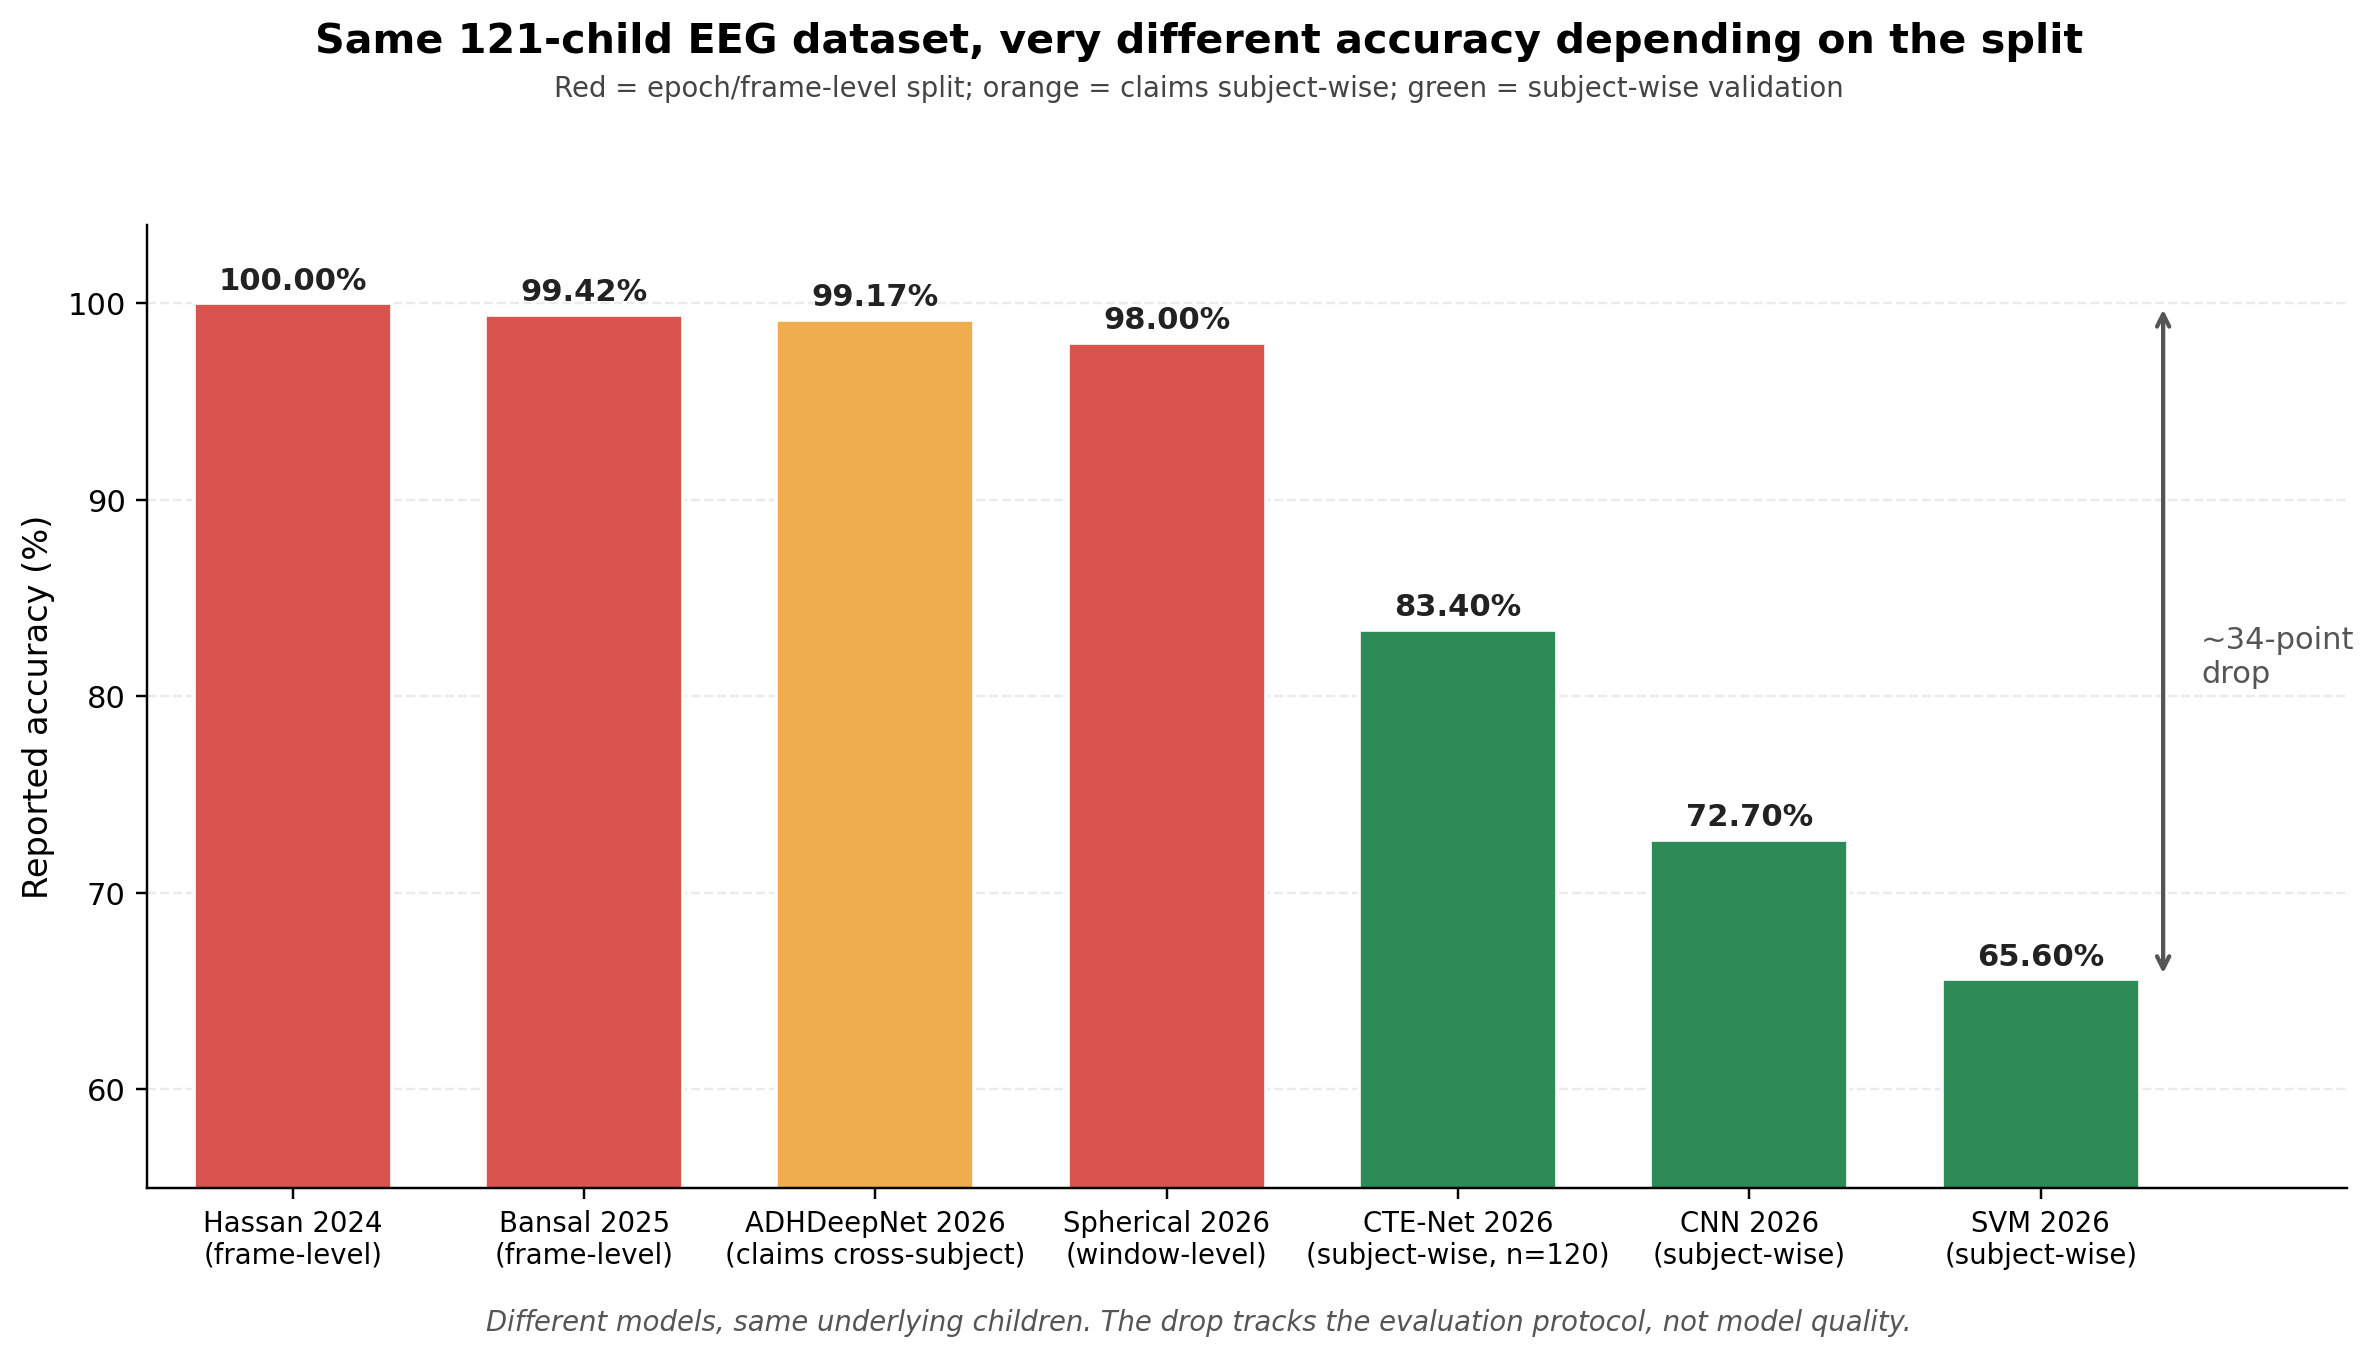 Same 121-child EEG dataset, very different accuracy depending on the split
Red = epoch/frame-level split; orange = claims subject-wise; green = subject-wise validation
Reported accuracy (%)
100
90
80
70
60
100.00%
99.42%
99.17%
98.00%
83.40%
72.70%
65.60%
~34-point
drop
Hassan 2024
(frame-level)
Bansal 2025
(frame-level)
ADHDeepNet 2026
(claims cross-subject)
Spherical 2026
(window-level)
CTE-Net 2026
(subject-wise, n=120)
CNN 2026
(subject-wise)
SVM 2026
(subject-wise)
Different models, same underlying children. The drop tracks the evaluation protocol, not model quality.